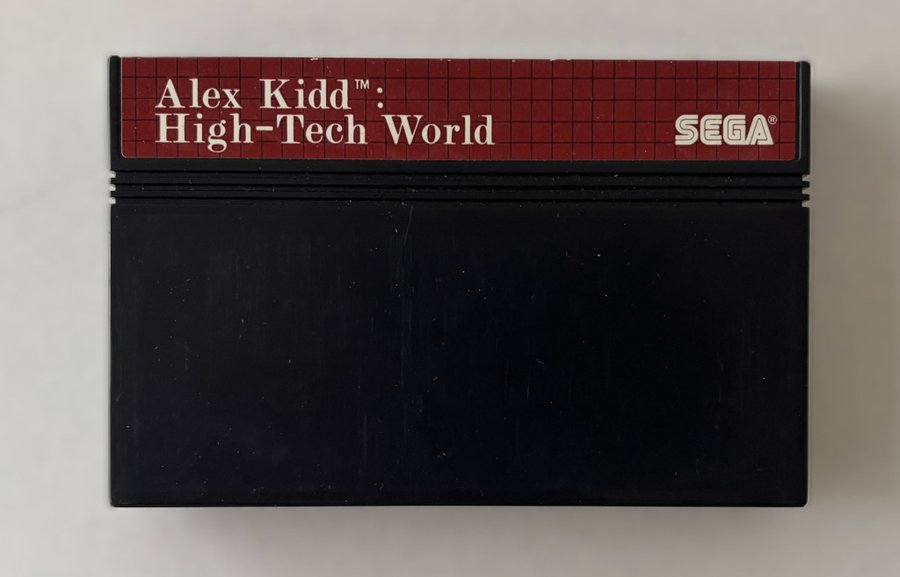 Alex Kidd™:
High-Tech World
SEGA®